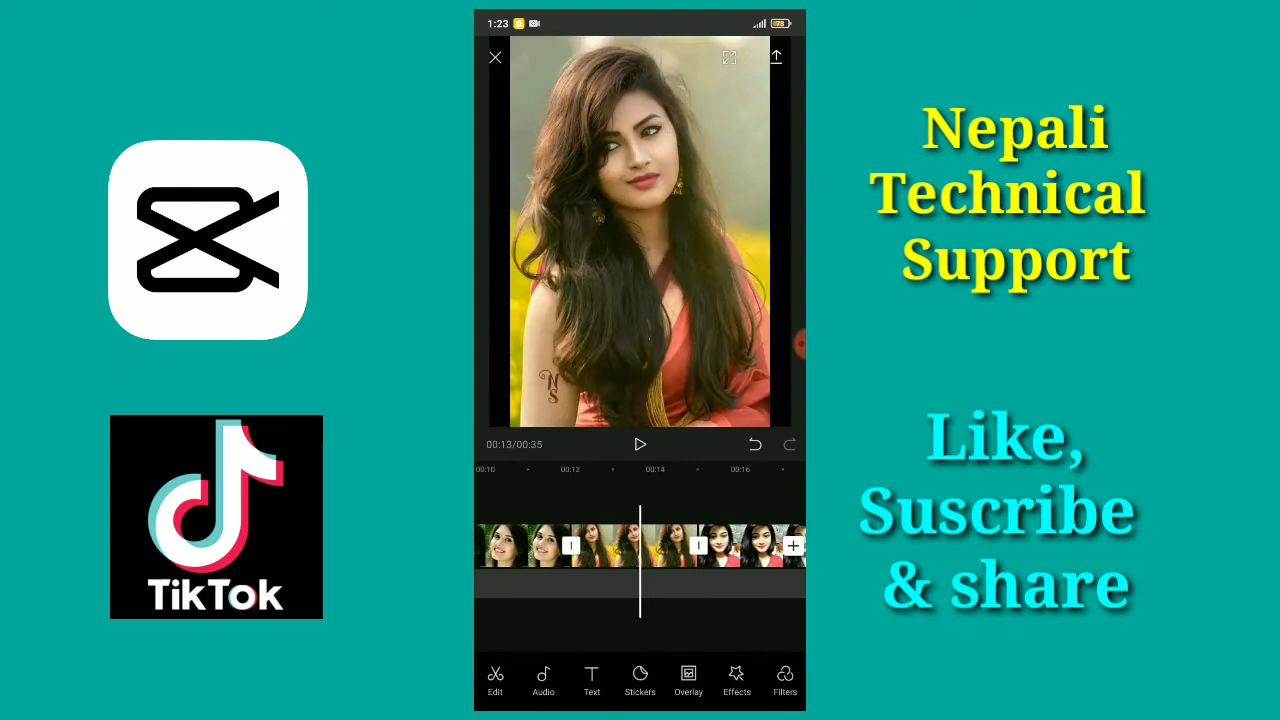 1:23
73
Nepali
Technical
Support
N
S
Like,
Suscribe
& share
TikTok
00:13/00:35
00:10
00:12
00:14
00:16
Edit
Audio
Text
Stickers
Overlay
Effects
Filters